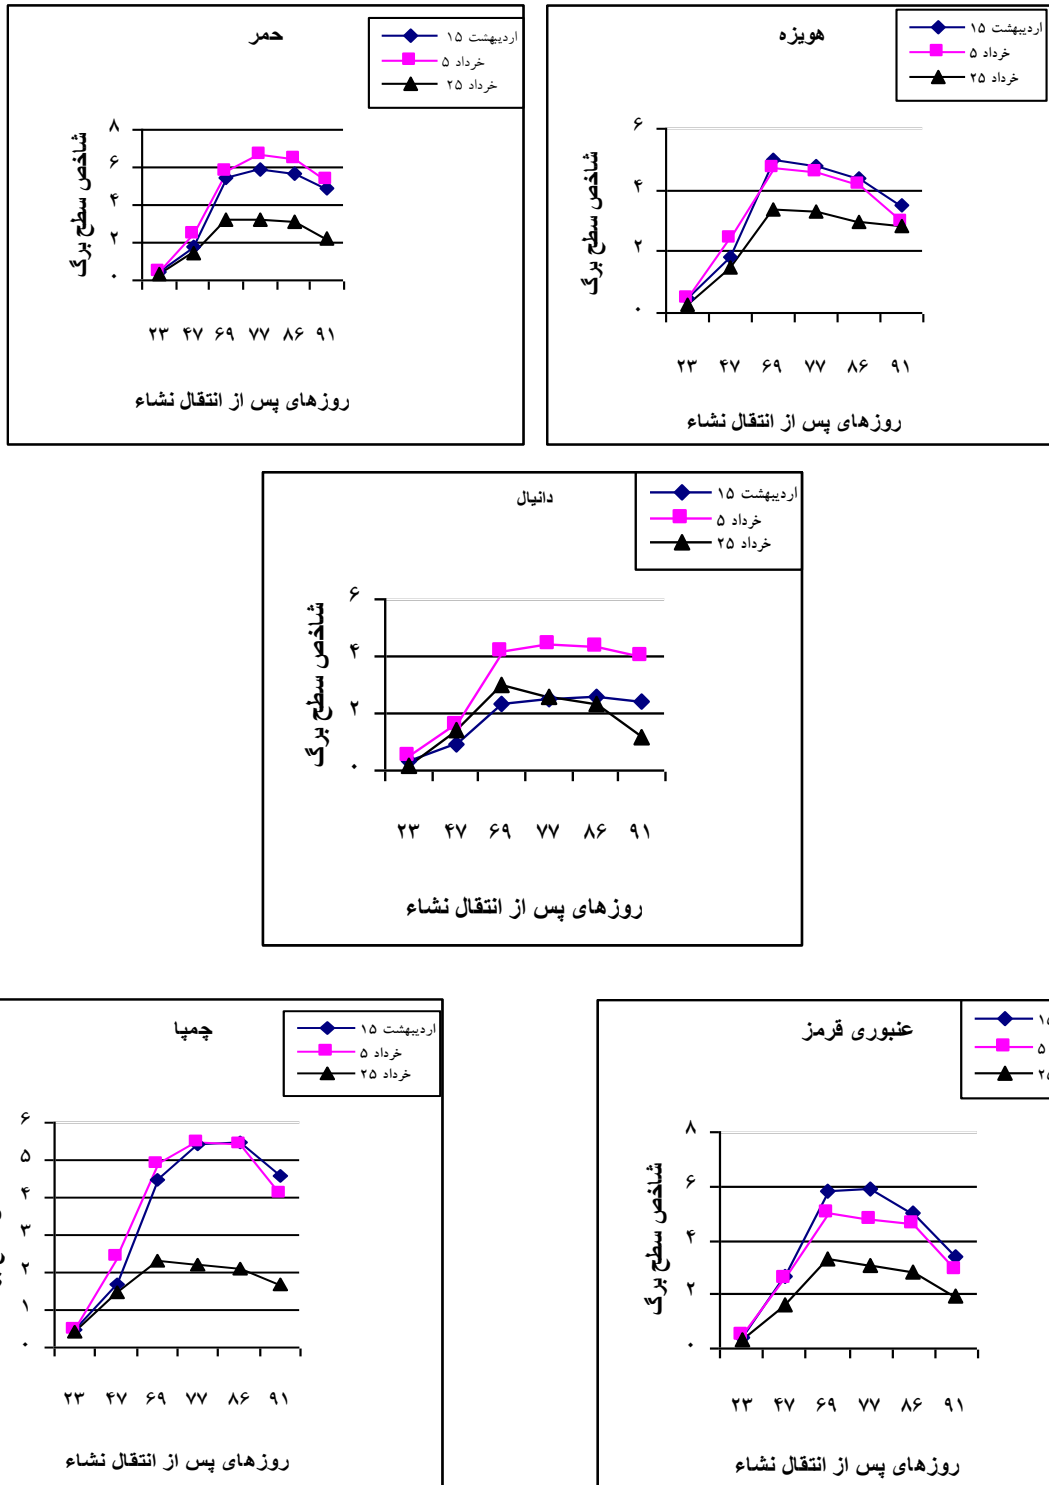 حمر
۱۵ اردیبهشت
۵ خرداد
۲۵ خرداد
شاخص سطح برگ
۸
۶
۴
۲
۰
۲۳ ۴۷ ۶۹ ۷۷ ۸۶ ۹۱
روزهای پس از انتقال نشاء
هویزه
۱۵ اردیبهشت
۵ خرداد
۲۵ خرداد
شاخص سطح برگ
۶
۴
۲
۰
۲۳ ۴۷ ۶۹ ۷۷ ۸۶ ۹۱
روزهای پس از انتقال نشاء
دانیال
۱۵ اردیبهشت
۵ خرداد
۲۵ خرداد
شاخص سطح برگ
۶
۴
۲
۰
۲۳ ۴۷ ۶۹ ۷۷ ۸۶ ۹۱
روزهای پس از انتقال نشاء
چمپا
۱۵ اردیبهشت
۵ خرداد
۲۵ خرداد
۶
۵
۴
۳
۲
۱
۰
۲۳ ۴۷ ۶۹ ۷۷ ۸۶ ۹۱
روزهای پس از انتقال نشاء
عنبوری قرمز
۱۵
۵
۲۵
شاخص سطح برگ
۸
۶
۴
۲
۰
۲۳ ۴۷ ۶۹ ۷۷ ۸۶ ۹۱
روزهای پس از انتقال نشاء